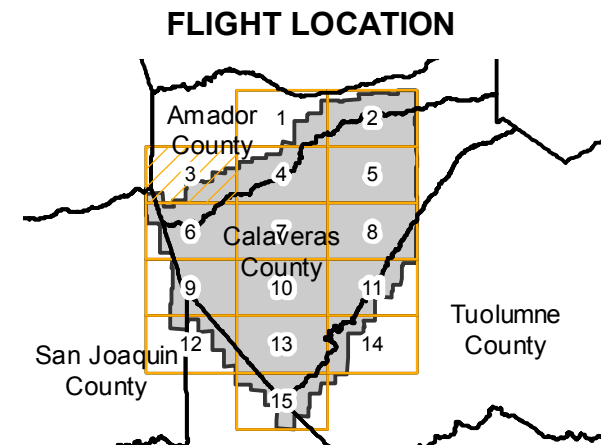 FLIGHT LOCATION
Amador
County
1
2
3
4
5
6
7
8
Calaveras
County
9
10
11
12
13
14
Tuolumne
County
San Joaquin
County
15